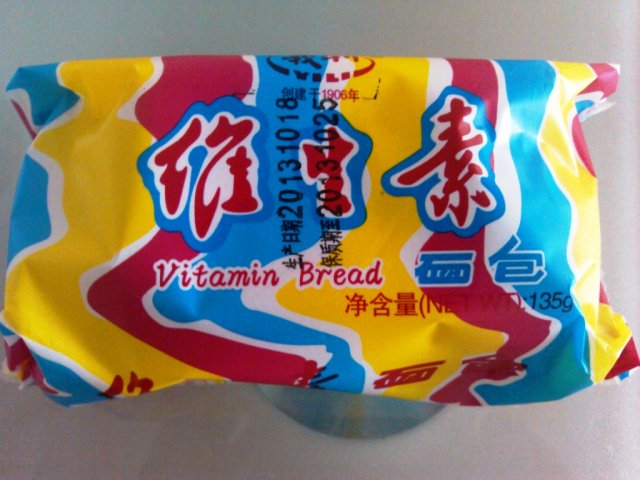 创建于1906年
维生素
Vitamin Bread
面包
净含量(NET WT):135g
生产日期20131018
保质期至20131025